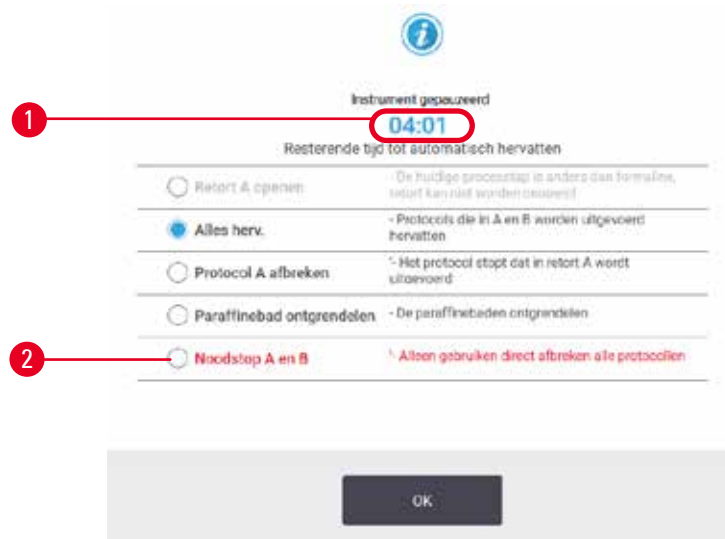 i
Instrument gepauzeerd
1
04:01
Resterende tijd tot automatisch hervatten
Retort A openen
- De huidige processtap is anders dan formaline,
retort kan niet worden geopend
Alles herv.
- Protocols die in A en B worden uitgevoerd
hervatten
Protocol A afbreken
- Het protocol stopt dat in retort A wordt
uitgevoerd
Paraffinebad ontgrendelen
- De paraffinebaden ontgrendelen
2
Noodstop A en B
- Alleen gebruiken direct afbreken alle protocollen
OK